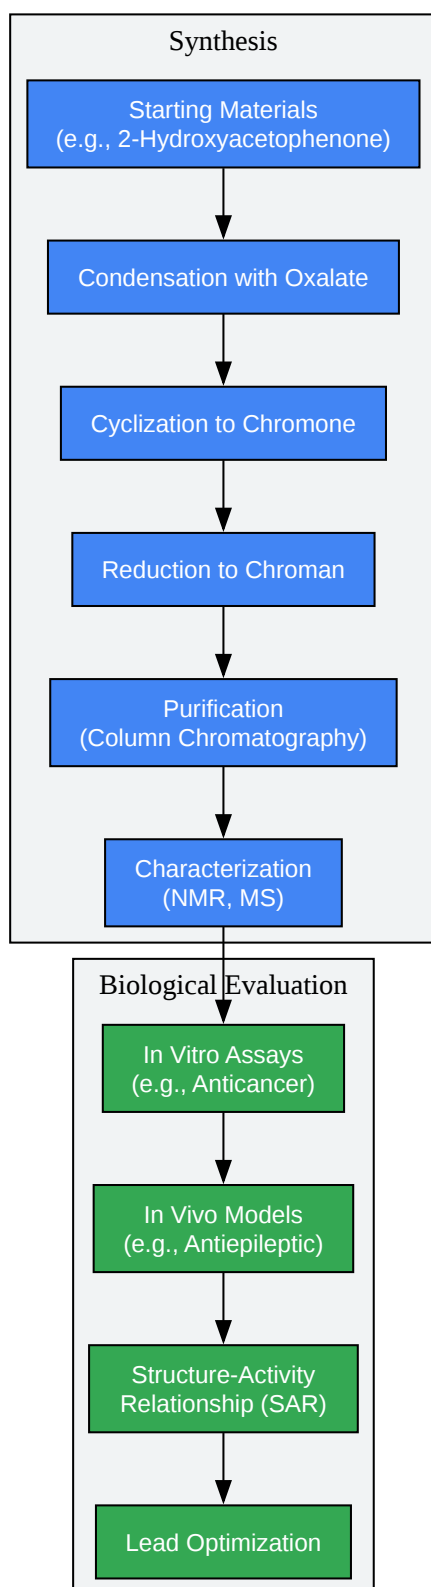 Synthesis
Starting Materials
(e.g., 2-Hydroxyacetophenone)
Condensation with Oxalate
Cyclization to Chromone
Reduction to Chroman
Purification
(Column Chromatography)
Characterization
(NMR, MS)
Biological Evaluation
In Vitro Assays
(e.g., Anticancer)
In Vivo Models
(e.g., Antiepileptic)
Structure-Activity
Relationship (SAR)
Lead Optimization